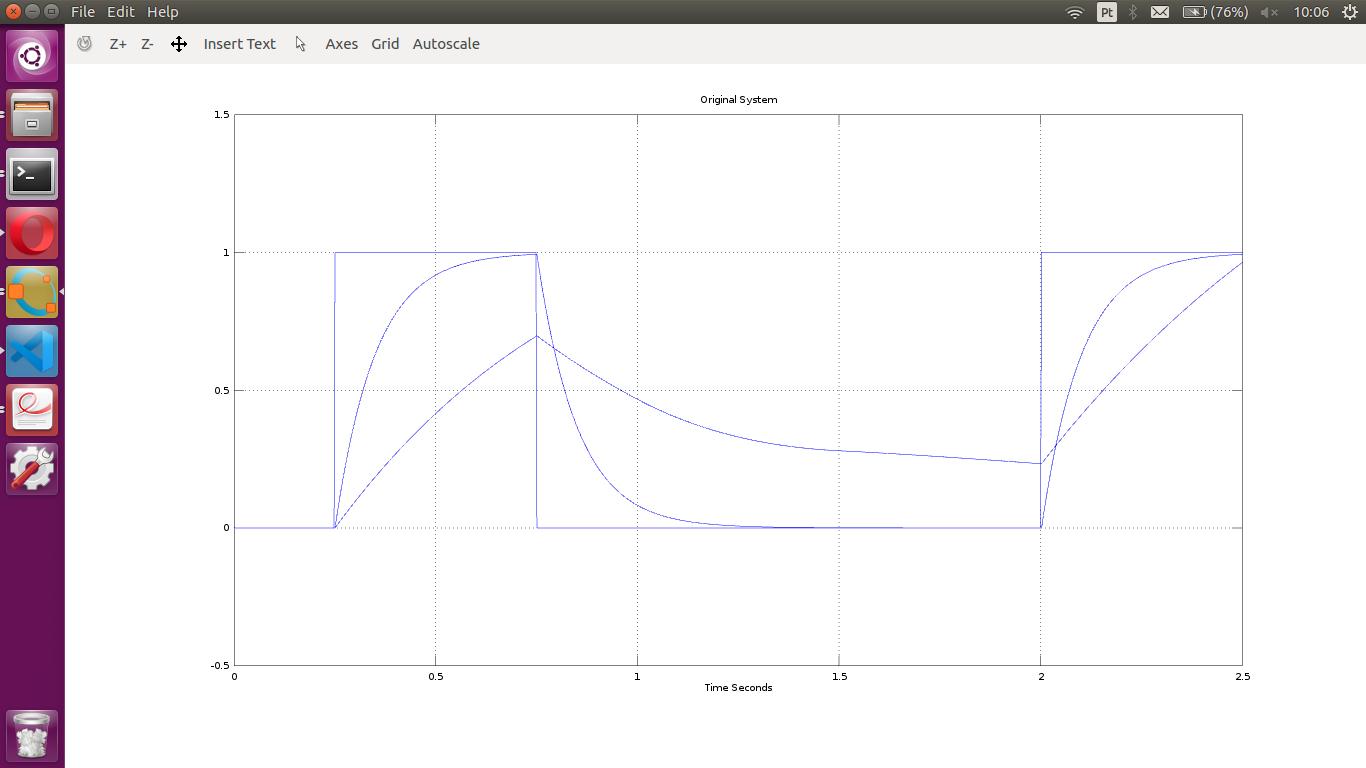 File Edit Help
Pt (76%) 10:06
Z+ Z- Insert Text Axes Grid Autoscale
Original System
1.5
1
0.5
0
-0.5
0 0.5 1 1.5 2 2.5
Time Seconds